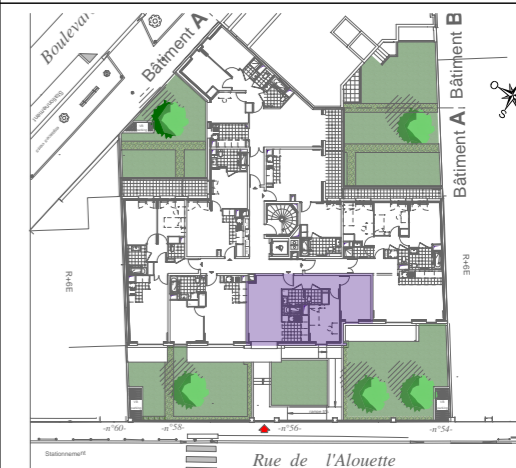 Boulevard
Bâtiment A
Bâtiment A
Bâtiment B
S
R+6E
R+6E
-n°60-
-n°58-
-n°56-
-n°54-
Stationnement
Rue de l'Alouette